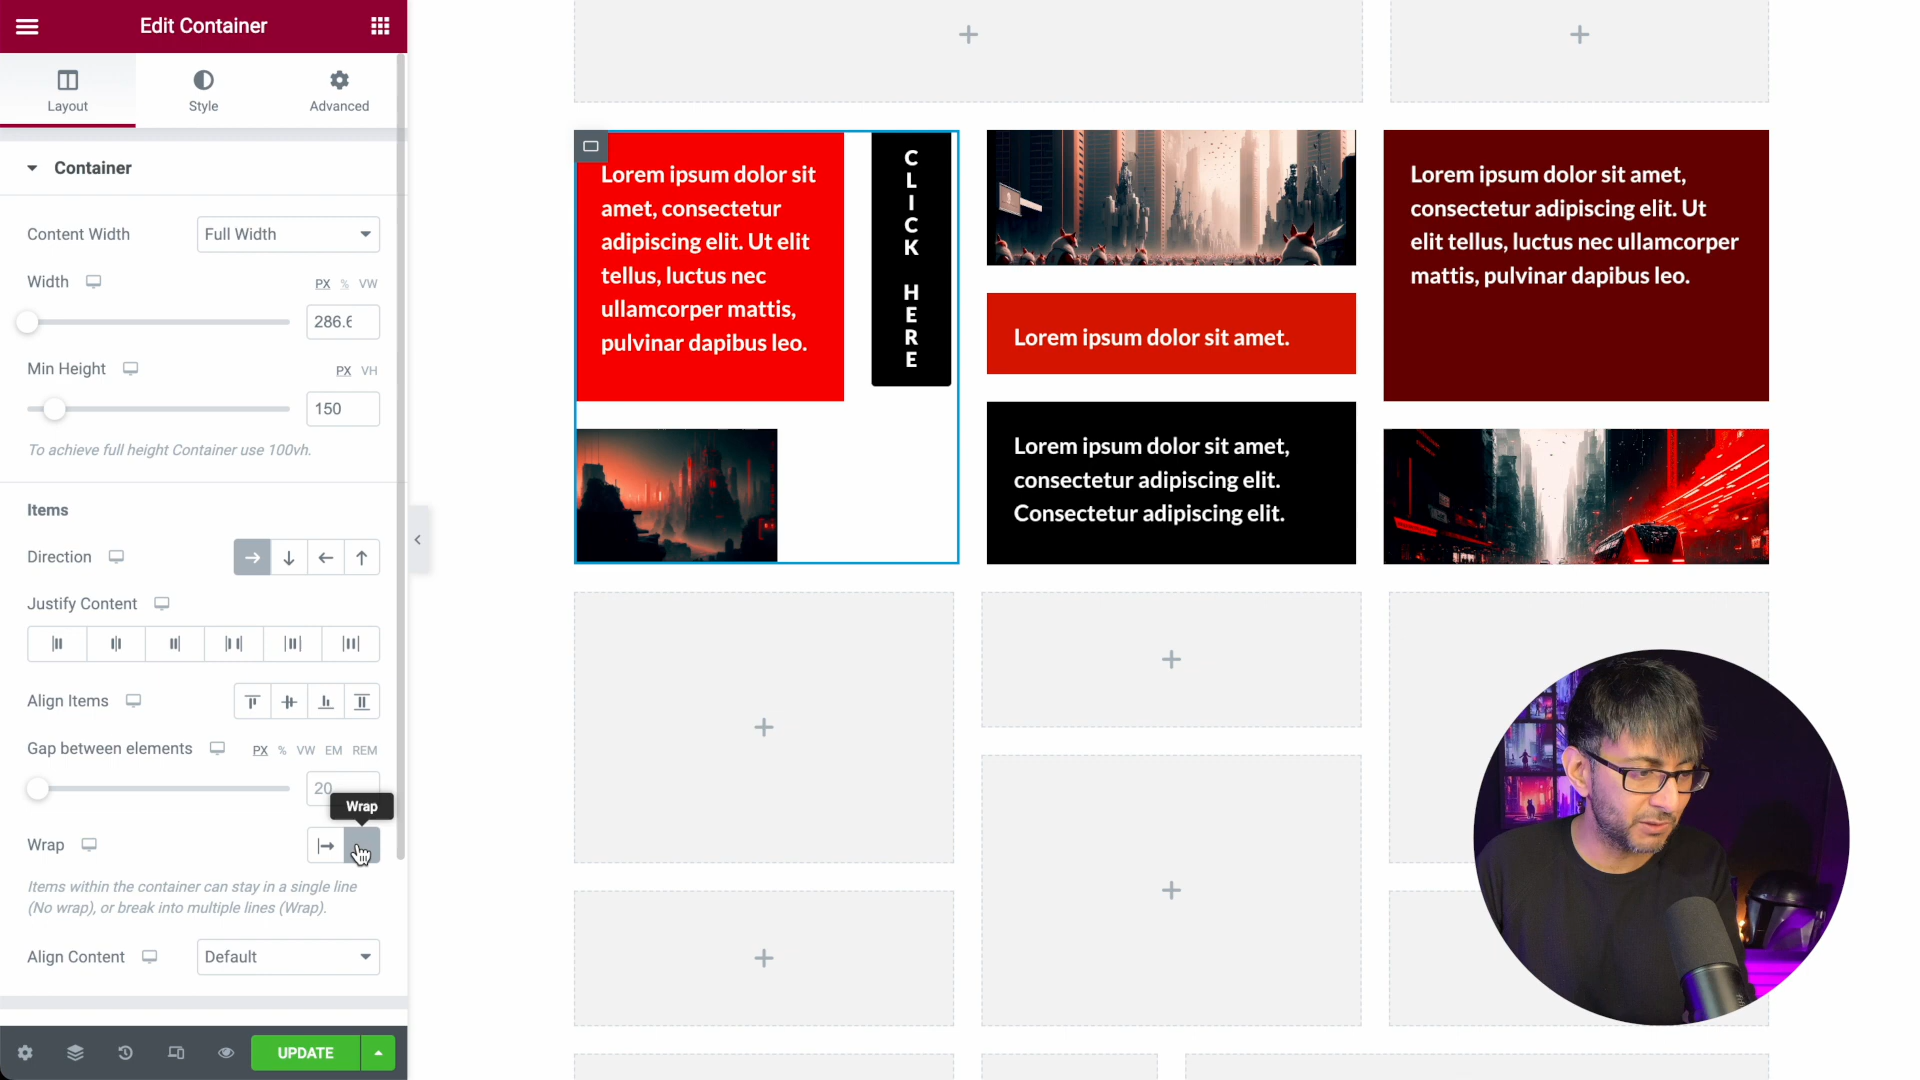 Edit Container
Layout
Style
Advanced
Container
Content Width
Full Width
Width
PX % VW
286.6
Min Height
PX VH
150
To achieve full height Container use 100vh.
Items
Direction
Justify Content
Align Items
Gap between elements
PX % VW EM REM
20
Wrap
Wrap
Items within the container can stay in a single line
(No wrap), or break into multiple lines (Wrap).
Align Content
Default
UPDATE
Lorem ipsum dolor sit
amet, consectetur
adipiscing elit. Ut elit
tellus, luctus nec
ullamcorper mattis,
pulvinar dapibus leo.
CLICK HERE
Lorem ipsum dolor sit amet.
Lorem ipsum dolor sit amet,
consectetur adipiscing elit.
Consectetur adipiscing elit.
Lorem ipsum dolor sit amet,
consectetur adipiscing elit. Ut
elit tellus, luctus nec ullamcorper
mattis, pulvinar dapibus leo.